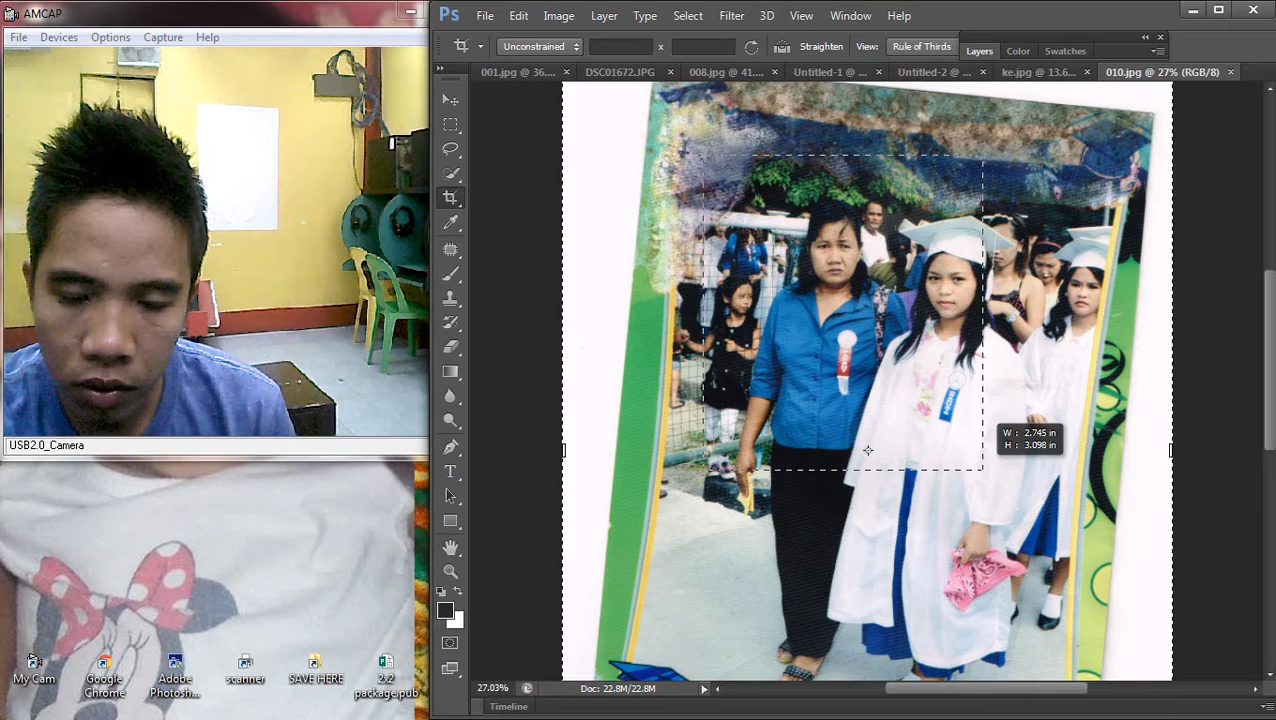 AMCAP
File Devices Options Capture Help
USB2.0_Camera
My Cam
Google Chrome
Adobe Photosh...
scanner
SAVE HERE
2x2 package.pub
Ps File Edit Image Layer Type Select Filter 3D View Window Help
Unconstrained x Straighten View: Rule of Thirds
Layers Color Swatches
001.jpg @ 36.... × DSC01672.JPG × 008.jpg @ 41.... × Untitled-1 @ ... × Untitled-2 @ ... × ke.jpg @ 13.6... × 010.jpg @ 27% (RGB/8) ×
W : 2.745 in
H : 3.098 in
27.03% Doc: 22.8M/22.8M
Timeline